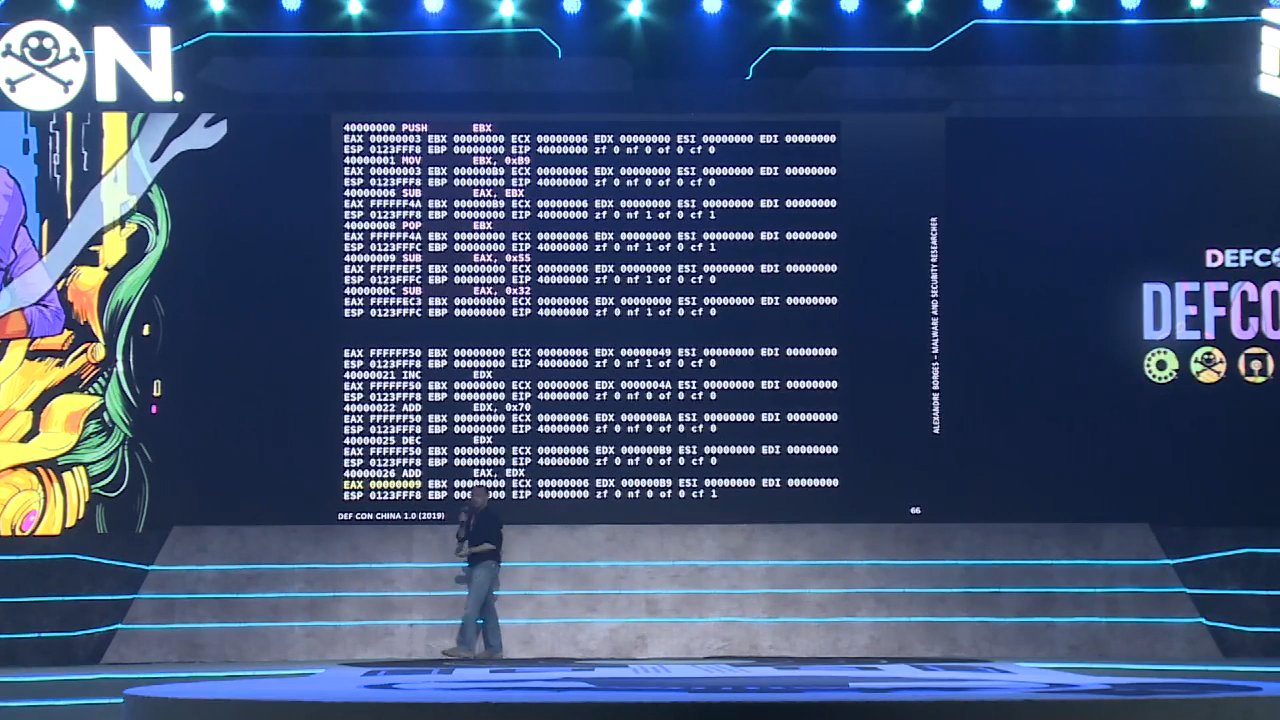 ON.
40000000 PUSH EBX
EAX 00000003 EBX 00000000 ECX 00000006 EDX 00000000 ESI 00000000 EDI 00000000
ESP 0123FFF8 EBP 00000000 EIP 40000000 zf 0 nf 0 of 0 cf 0
40000001 MOV EBX, 0xB9
EAX 00000003 EBX 000000B9 ECX 00000006 EDX 00000000 ESI 00000000 EDI 00000000
ESP 0123FFF8 EBP 00000000 EIP 40000000 zf 0 nf 0 of 0 cf 0
40000006 SUB EAX, EBX
EAX FFFFFF4A EBX 000000B9 ECX 00000006 EDX 00000000 ESI 00000000 EDI 00000000
ESP 0123FFF8 EBP 00000000 EIP 40000000 zf 0 nf 1 of 0 cf 1
40000008 POP EBX
EAX FFFFFF4A EBX 00000000 ECX 00000006 EDX 00000000 ESI 00000000 EDI 00000000
ESP 0123FFFC EBP 00000000 EIP 40000000 zf 0 nf 1 of 0 cf 1
40000009 SUB EAX, 0x55
EAX FFFFFEF5 EBX 00000000 ECX 00000006 EDX 00000000 ESI 00000000 EDI 00000000
ESP 0123FFFC EBP 00000000 EIP 40000000 zf 0 nf 1 of 0 cf 0
4000000C SUB EAX, 0x32
EAX FFFFFEC3 EBX 00000000 ECX 00000006 EDX 00000000 ESI 00000000 EDI 00000000
ESP 0123FFFC EBP 00000000 EIP 40000000 zf 0 nf 1 of 0 cf 0
EAX FFFFFF50 EBX 00000000 ECX 00000006 EDX 00000049 ESI 00000000 EDI 00000000
ESP 0123FFF8 EBP 00000000 EIP 40000000 zf 0 nf 1 of 0 cf 0
40000021 INC EDX
EAX FFFFFF50 EBX 00000000 ECX 00000006 EDX 0000004A ESI 00000000 EDI 00000000
ESP 0123FFF8 EBP 00000000 EIP 40000000 zf 0 nf 0 of 0 cf 0
40000022 ADD EDX, 0x70
EAX FFFFFF50 EBX 00000000 ECX 00000006 EDX 000000BA ESI 00000000 EDI 00000000
ESP 0123FFF8 EBP 00000000 EIP 40000000 zf 0 nf 0 of 0 cf 0
40000025 DEC EDX
EAX FFFFFF50 EBX 00000000 ECX 00000006 EDX 000000B9 ESI 00000000 EDI 00000000
ESP 0123FFF8 EBP 00000000 EIP 40000000 zf 0 nf 0 of 0 cf 0
40000026 ADD EAX, EDX
EAX 00000009 EBX 00000000 ECX 00000006 EDX 000000B9 ESI 00000000 EDI 00000000
ESP 0123FFF8 EBP EIP 40000000 zf 0 nf 0 of 0 cf 1
DEF CON CHINA 1.0 (2019)
66
ALEXANDRE BORGES – MALWARE AND SECURITY RESEARCHER
DEFC
DEFCO